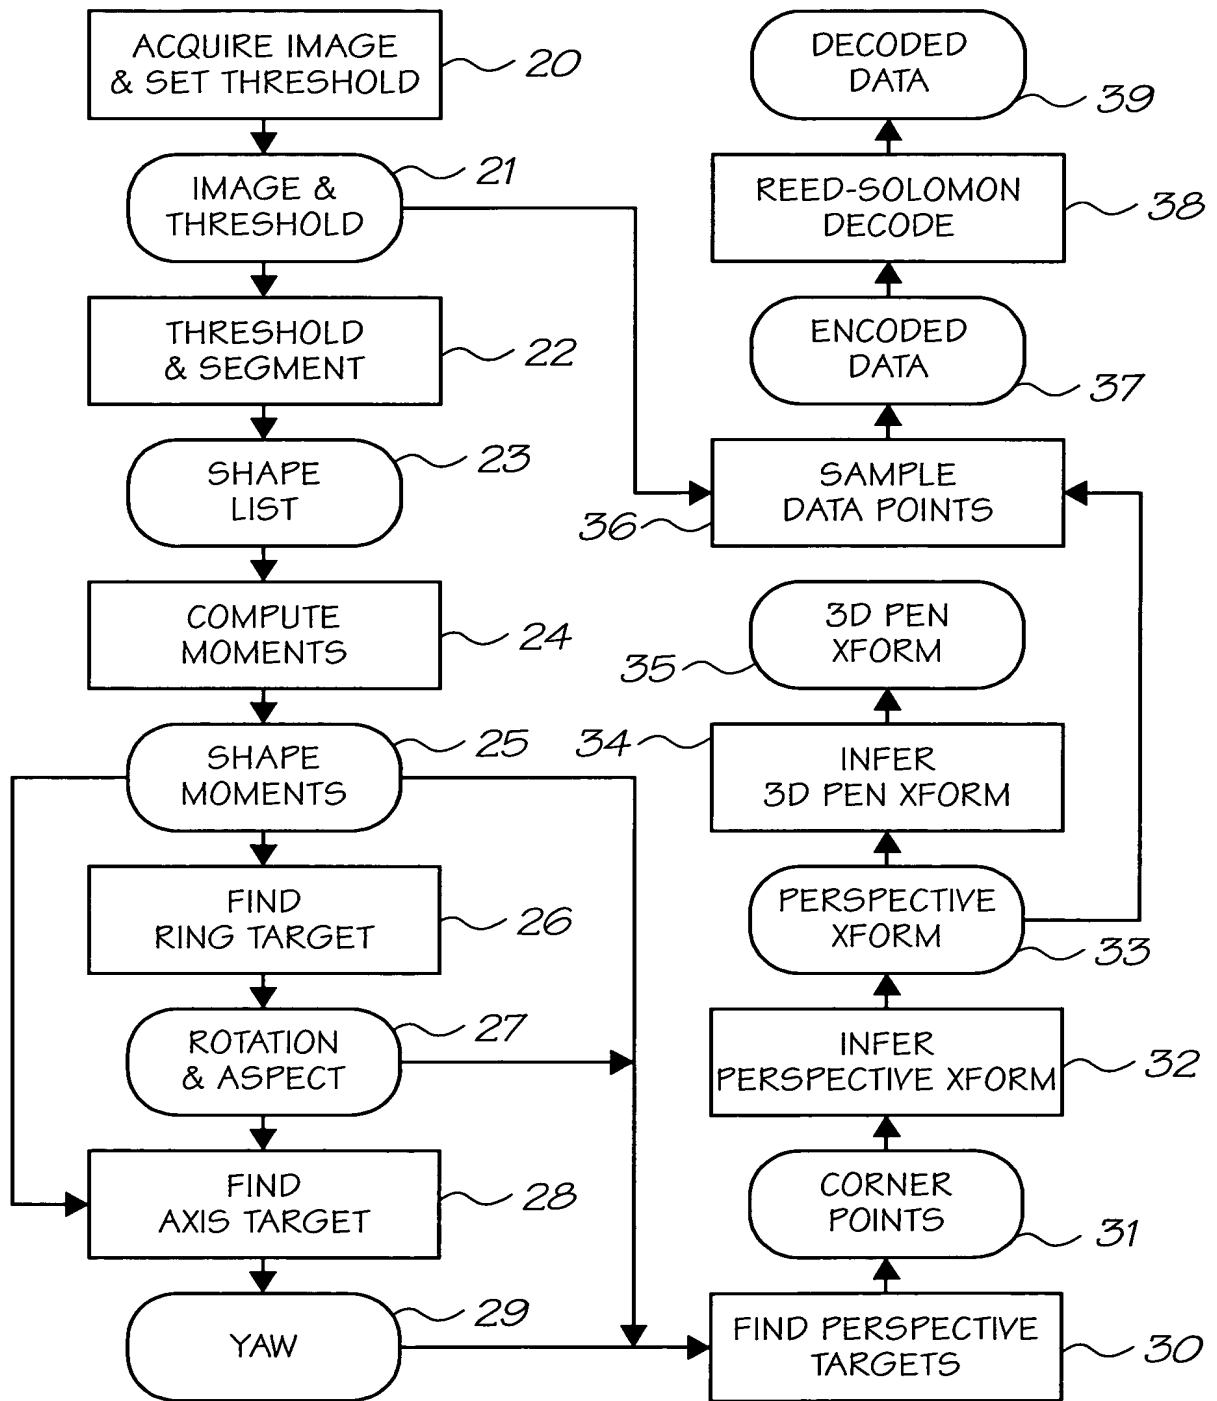 ACQUIRE IMAGE
& SET THRESHOLD
20
IMAGE &
THRESHOLD
21
THRESHOLD
& SEGMENT
22
SHAPE
LIST
23
COMPUTE
MOMENTS
24
SHAPE
MOMENTS
25
FIND
RING TARGET
26
ROTATION
& ASPECT
27
FIND
AXIS TARGET
28
YAW
29
DECODED
DATA
39
REED-SOLOMON
DECODE
38
ENCODED
DATA
37
SAMPLE
DATA POINTS
36
3D PEN
XFORM
35
34
INFER
3D PEN XFORM
PERSPECTIVE
XFORM
33
INFER
PERSPECTIVE XFORM
32
CORNER
POINTS
31
FIND PERSPECTIVE
TARGETS
30